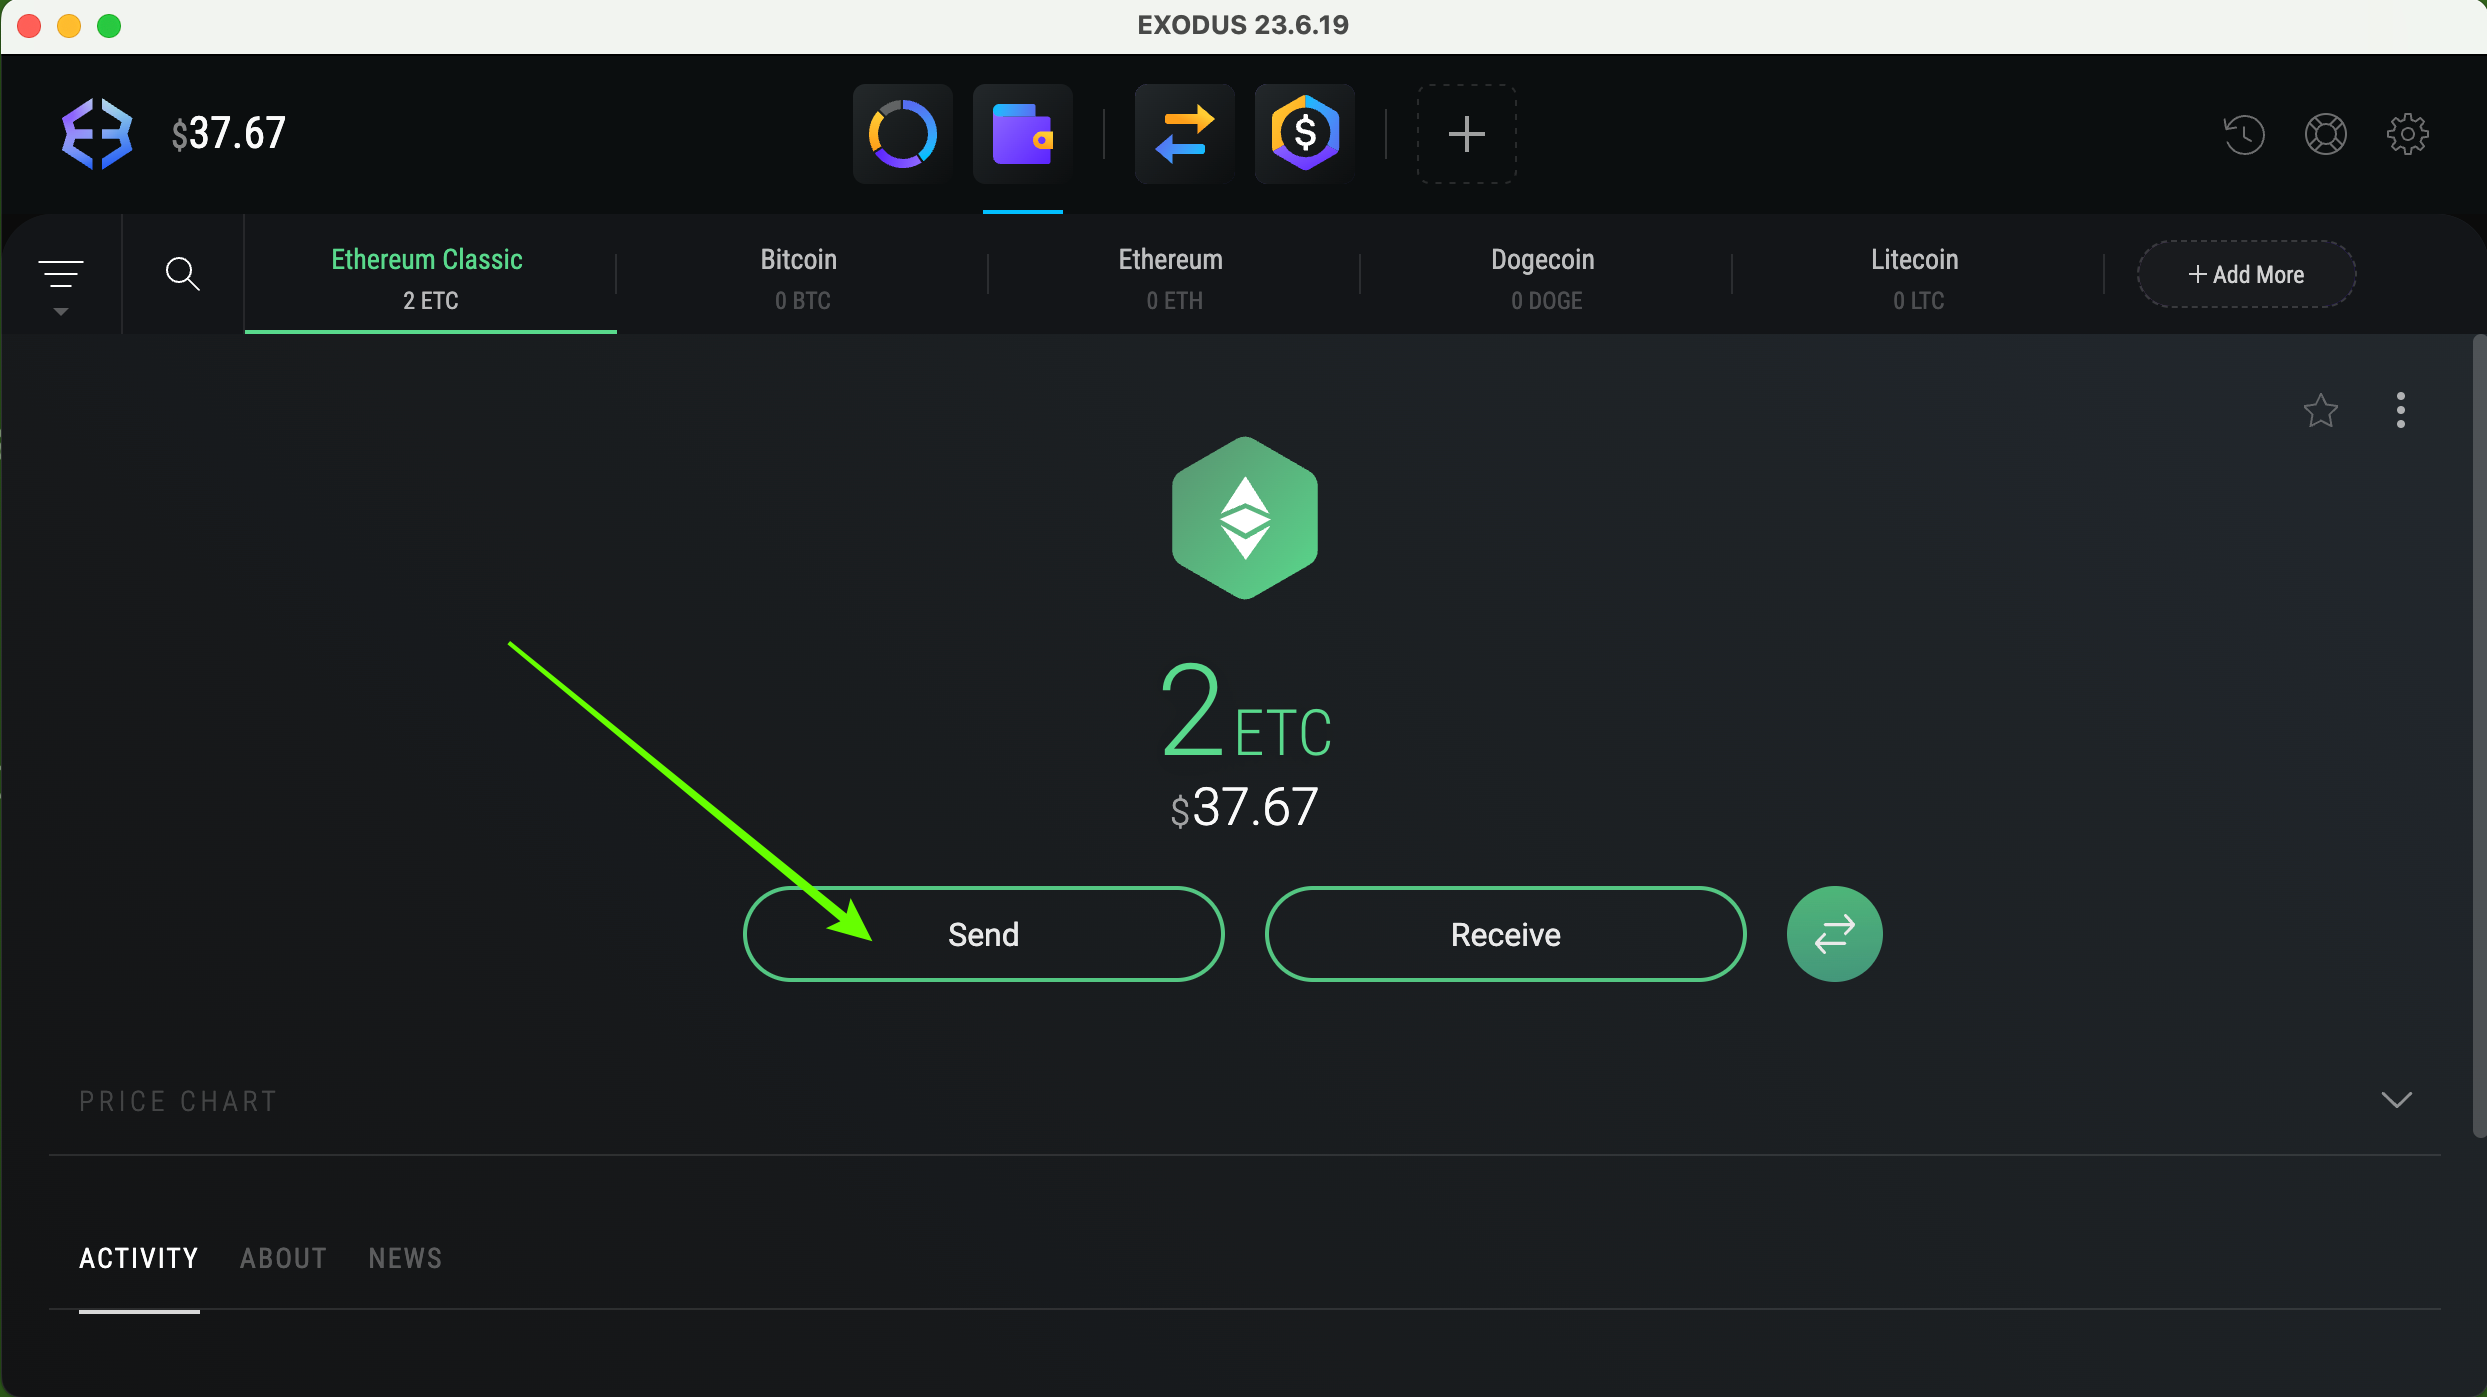 EXODUS 23.6.19
$37.67
Ethereum Classic
2 ETC
Bitcoin
0 BTC
Ethereum
0 ETH
Dogecoin
0 DOGE
Litecoin
0 LTC
+ Add More
2 ETC
$37.67
Send
Receive
PRICE CHART
ACTIVITY ABOUT NEWS